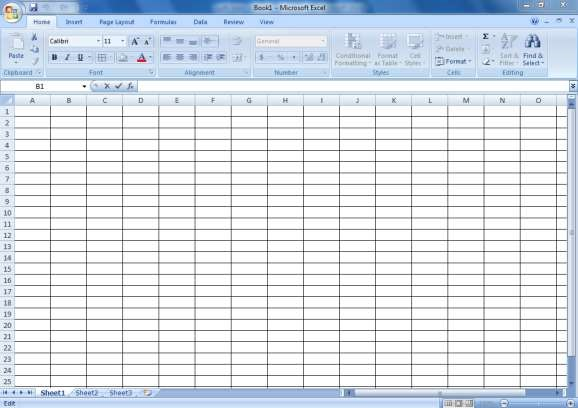 Book1 - Microsoft Excel
Home Insert Page Layout Formulas Data Review View
Paste Calibri 11 General Conditional Formatting Format as Table Cell Styles Insert Delete Format Sort & Filter Find & Select
B I U A $ % ,
Clipboard Font Alignment Number Styles Cells Editing
B1 fx
A B C D E F G H I J K L M N O
1
2
3
4
5
6
7
8
9
10
11
12
13
14
15
16
17
18
19
20
21
22
23
24
25
Sheet1 Sheet2 Sheet3
Edit